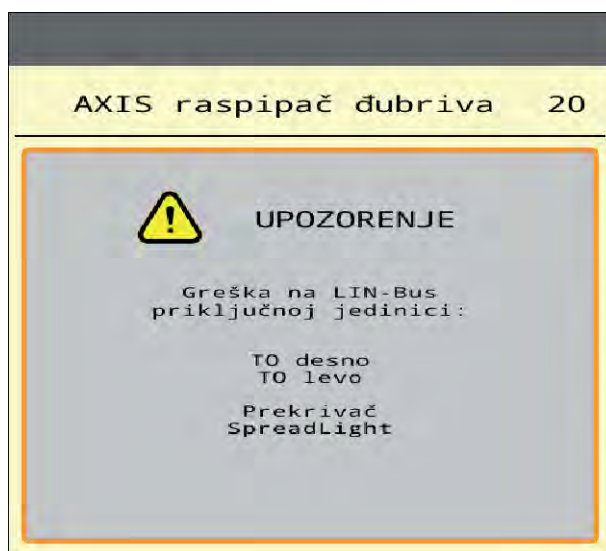 AXIS raspipač đubriva 20
UPOZORENJE
Greška na LIN-Bus
priključnoj jedinici:
TO desno
TO levo
Prekrivač
SpreadLight